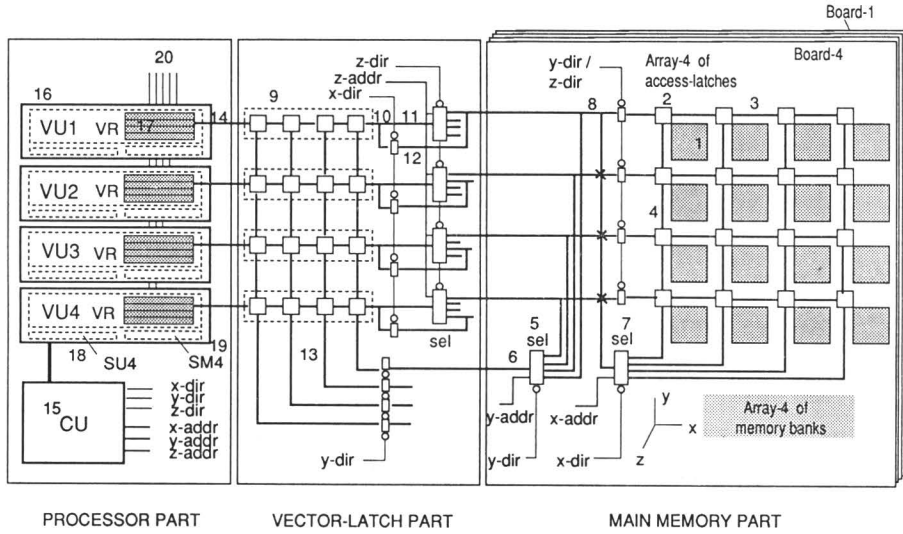 Board-1
Board-4
20
16
14
VU1
VR
17
VU2
VR
VU3
VR
VU4
VR
18
19
SU4
SM4
15
CU
x-dir
y-dir
z-dir
x-addr
y-addr
z-addr
9
z-dir
z-addr
x-dir
10
11
12
13
sel
y-dir
y-dir /
z-dir
Array-4 of
access-latches
8
2
3
1
4
5
sel
7
sel
6
y-addr
x-addr
y-dir
x-dir
y
x
z
Array-4 of
memory banks
PROCESSOR PART
VECTOR-LATCH PART
MAIN MEMORY PART